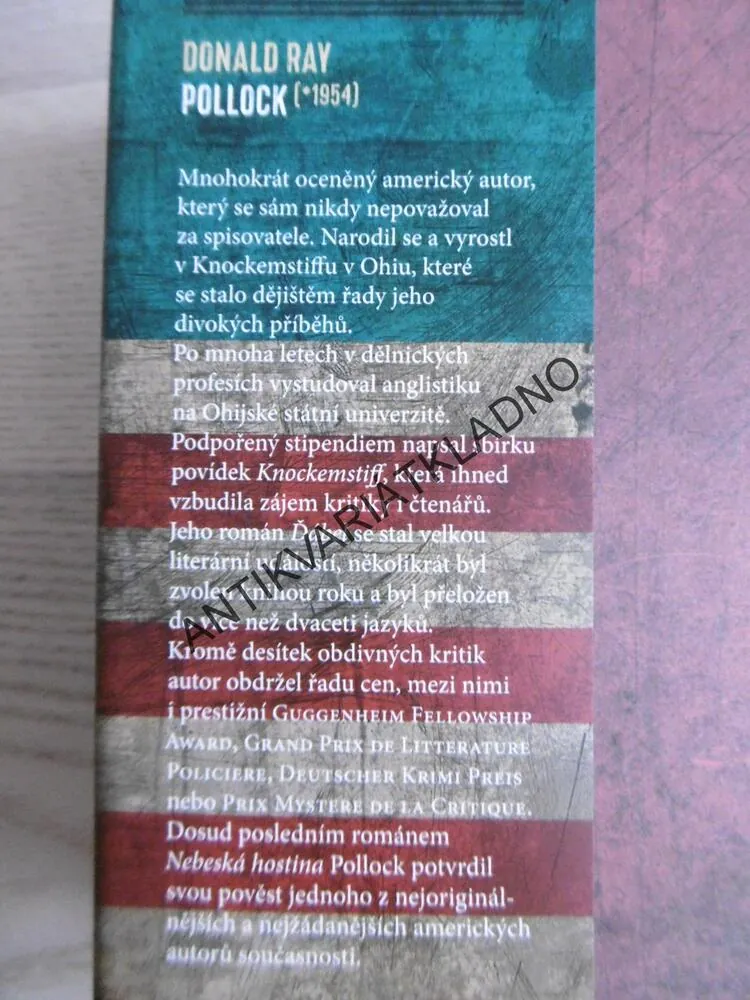 DONALD RAY
POLLOCK (*1954)
Mnohokrát oceněný americký autor,
který se sám nikdy nepovažoval
za spisovatele. Narodil se a vyrostl
v Knockemstiffu v Ohiu, které
se stalo dějištěm řady jeho
divokých příběhů.
Po mnoha letech v dělnických
profesích vystudoval anglistiku
na Ohijské státní univerzitě.
Podpořený stipendiem napsal sbírku
povídek Knockemstiff, která ihned
vzbudila zájem kritiky i čtenářů.
Jeho román se stal velkou
literární událostí, několikrát byl
zvolen knihou roku a byl přeložen
do více než dvaceti jazyků.
Kromě desítek obdivných kritik
autor obdržel řadu cen, mezi nimi
i prestižní GUGGENHEIM FELLOWSHIP
AWARD, GRAND PRIX DE LITTERATURE
POLICIERE, DEUTSCHER KRIMI PREIS
nebo PRIX MYSTERE DE LA CRITIQUE.
Dosud posledním románem
Nebeská hostina Pollock potvrdil
svou pověst jednoho z nejoriginál-
nějších a nejžádanějších amerických
autorů současnosti.
ANTIKVARIATKLADNO